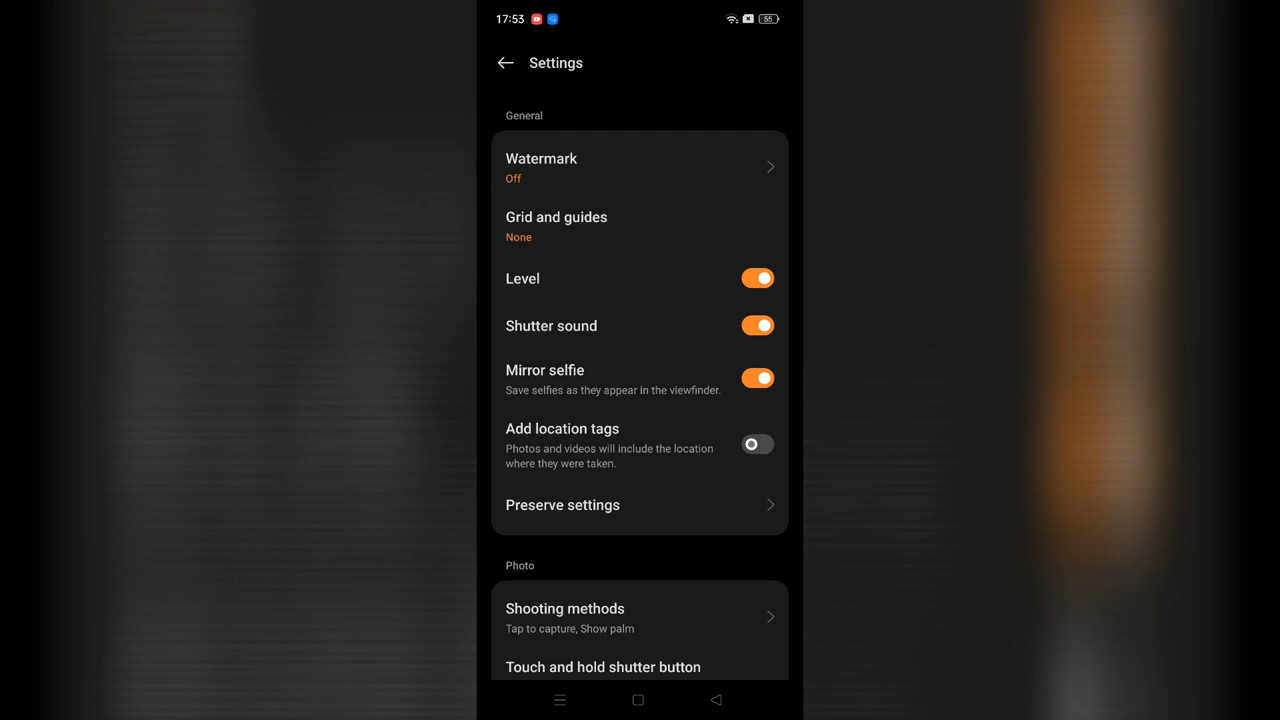 17:53
55
Settings
General
Watermark
Off
Grid and guides
None
Level
Shutter sound
Mirror selfie
Save selfies as they appear in the viewfinder.
Add location tags
Photos and videos will include the location
where they were taken.
Preserve settings
Photo
Shooting methods
Tap to capture, Show palm
Touch and hold shutter button